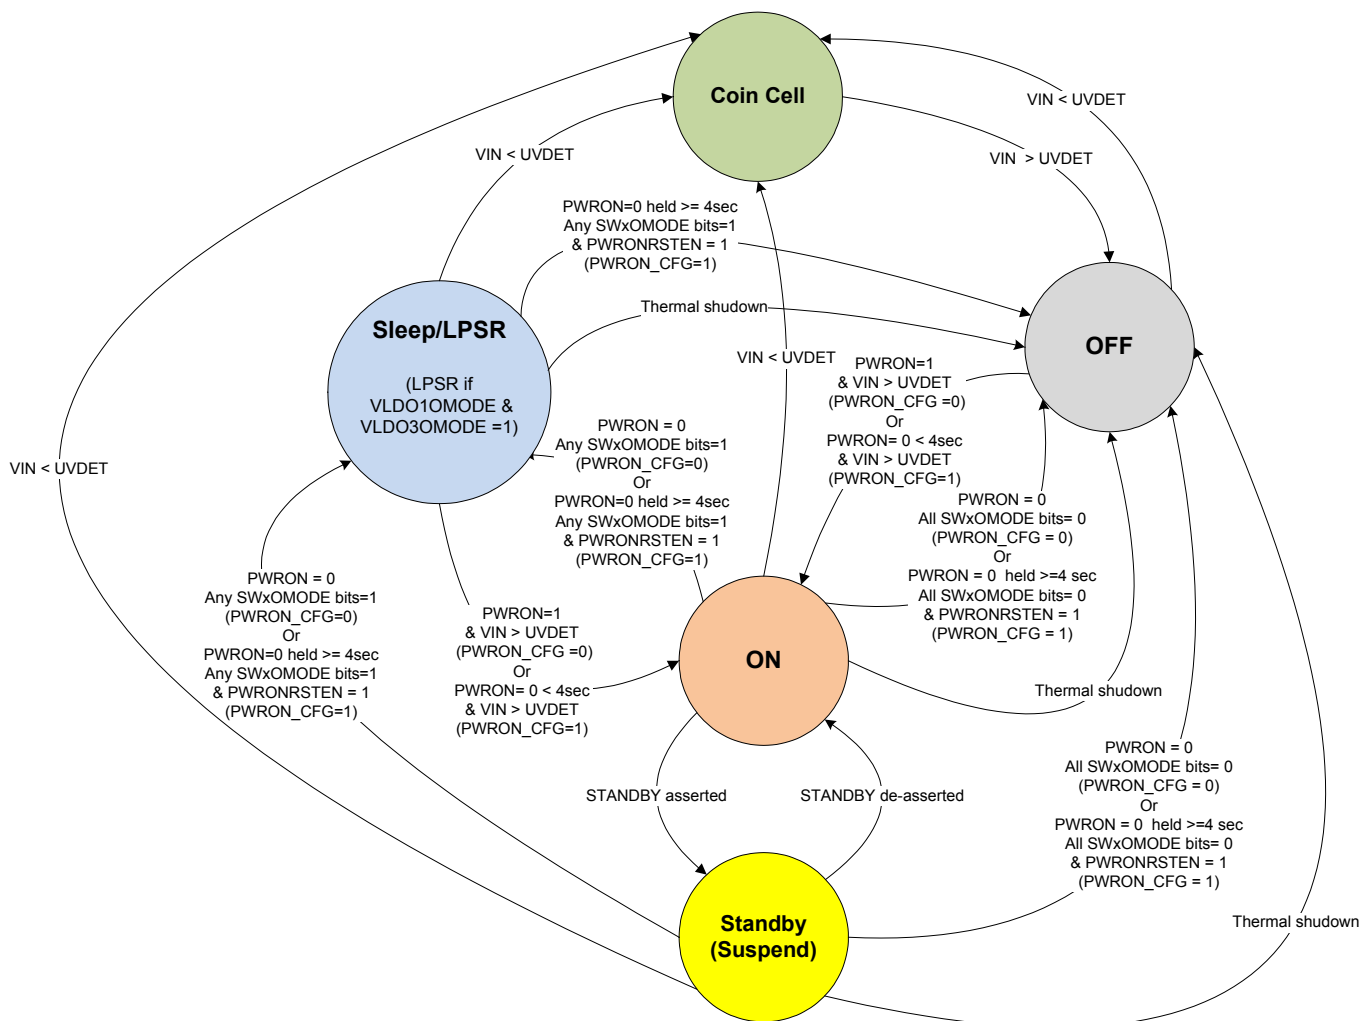 Coin Cell
VIN < UVDET
VIN < UVDET
VIN > UVDET
PWRON=0 held >= 4sec
Any SWxOMODE bits=1
& PWRONRSTEN = 1
(PWRON_CFG=1)
Thermal shudown
Sleep/LPSR
(LPSR if
VLDO1OMODE &
VLDO3OMODE =1)
OFF
VIN < UVDET
PWRON=1
& VIN > UVDET
(PWRON_CFG =0)
Or
PWRON= 0 < 4sec
& VIN > UVDET
(PWRON_CFG=1)
PWRON = 0
Any SWxOMODE bits=1
(PWRON_CFG=0)
Or
PWRON=0 held >= 4sec
Any SWxOMODE bits=1
& PWRONRSTEN = 1
(PWRON_CFG=1)
VIN < UVDET
PWRON = 0
All SWxOMODE bits= 0
(PWRON_CFG = 0)
Or
PWRON = 0 held >=4 sec
All SWxOMODE bits= 0
& PWRONRSTEN = 1
(PWRON_CFG = 1)
PWRON = 0
Any SWxOMODE bits=1
(PWRON_CFG=0)
Or
PWRON=0 held >= 4sec
Any SWxOMODE bits=1
& PWRONRSTEN = 1
(PWRON_CFG=1)
PWRON=1
& VIN > UVDET
(PWRON_CFG =0)
Or
PWRON= 0 < 4sec
& VIN > UVDET
(PWRON_CFG=1)
ON
Thermal shudown
STANDBY asserted
STANDBY de-asserted
PWRON = 0
All SWxOMODE bits= 0
(PWRON_CFG = 0)
Or
PWRON = 0 held >=4 sec
All SWxOMODE bits= 0
& PWRONRSTEN = 1
(PWRON_CFG = 1)
Standby
(Suspend)
Thermal shudown